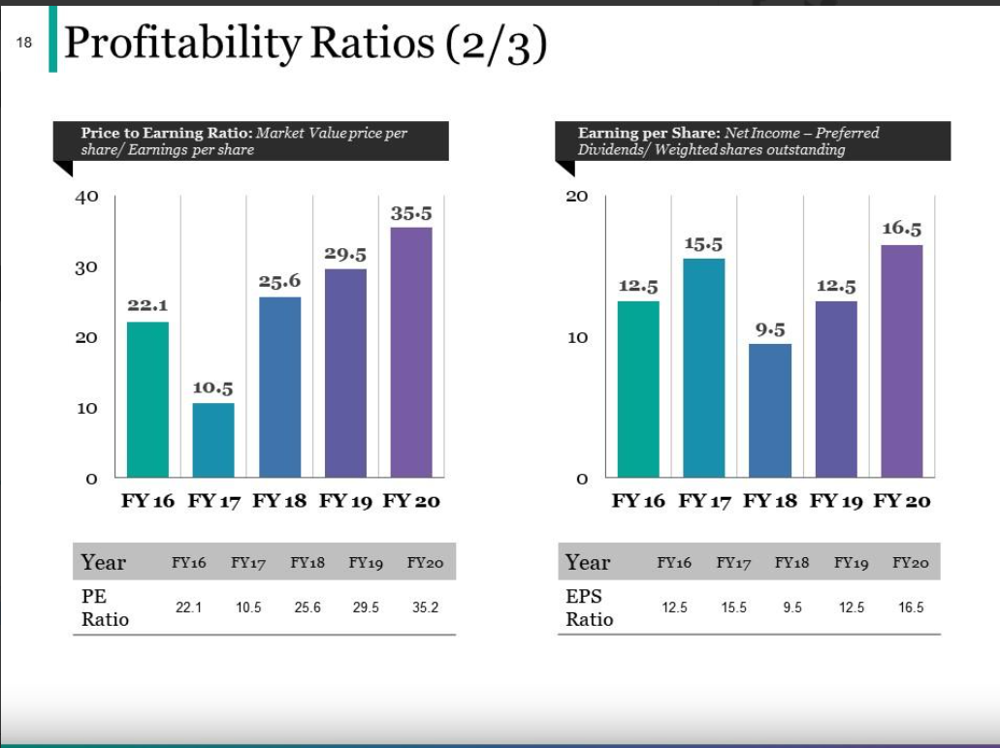 18
Profitability Ratios (2/3)
Price to Earning Ratio: Market Value price per
share/ Earnings per share
40
30
20
10
0
22.1
10.5
25.6
29.5
35.5
FY 16 FY 17 FY 18 FY 19 FY 20
Year FY16 FY17 FY18 FY19 FY20
PE
Ratio
22.1 10.5 25.6 29.5 35.2
Earning per Share: Net Income – Preferred
Dividends/ Weighted shares outstanding
20
10
0
12.5
15.5
9.5
12.5
16.5
FY 16 FY 17 FY 18 FY 19 FY 20
Year FY16 FY17 FY18 FY19 FY20
EPS
Ratio
12.5 15.5 9.5 12.5 16.5